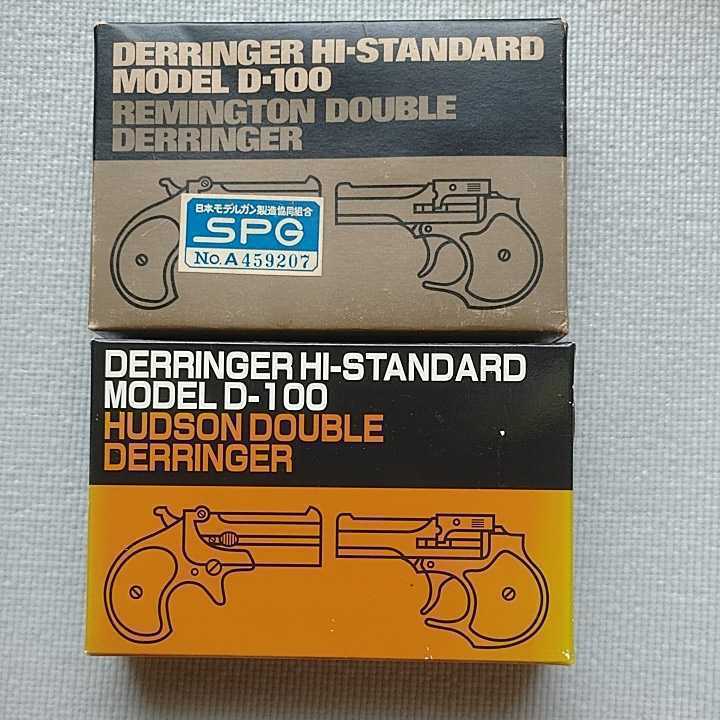 DERRINGER HI-STANDARD
MODEL D-100
REMINGTON DOUBLE
DERRINGER
日本モデルガン製造協同組合
SPG
No. A459207
DERRINGER HI-STANDARD
MODEL D-100
HUDSON DOUBLE
DERRINGER